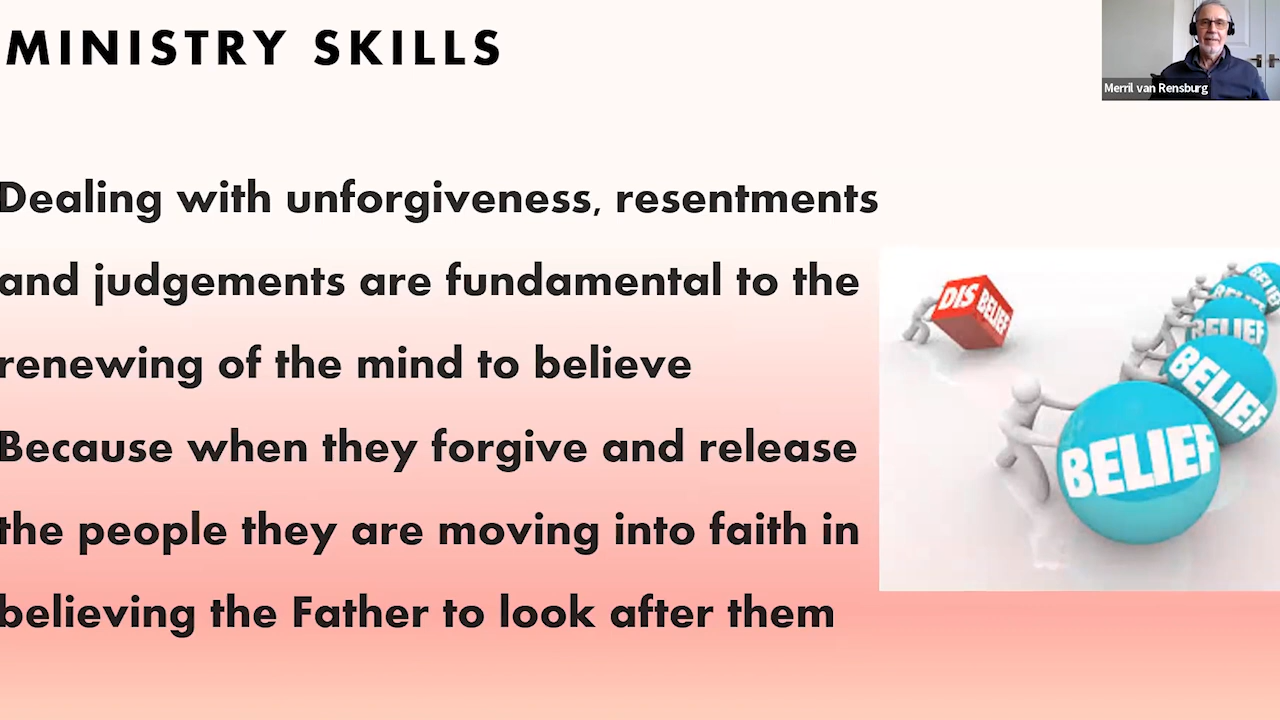 MINISTRY SKILLS
Merril van Rensburg
Dealing with unforgiveness, resentments
and judgements are fundamental to the
renewing of the mind to believe
Because when they forgive and release
the people they are moving into faith in
believing the Father to look after them
DIS BELIEF
BELIEF
BELIEF
BELIEF
BELIEF
BELIEF